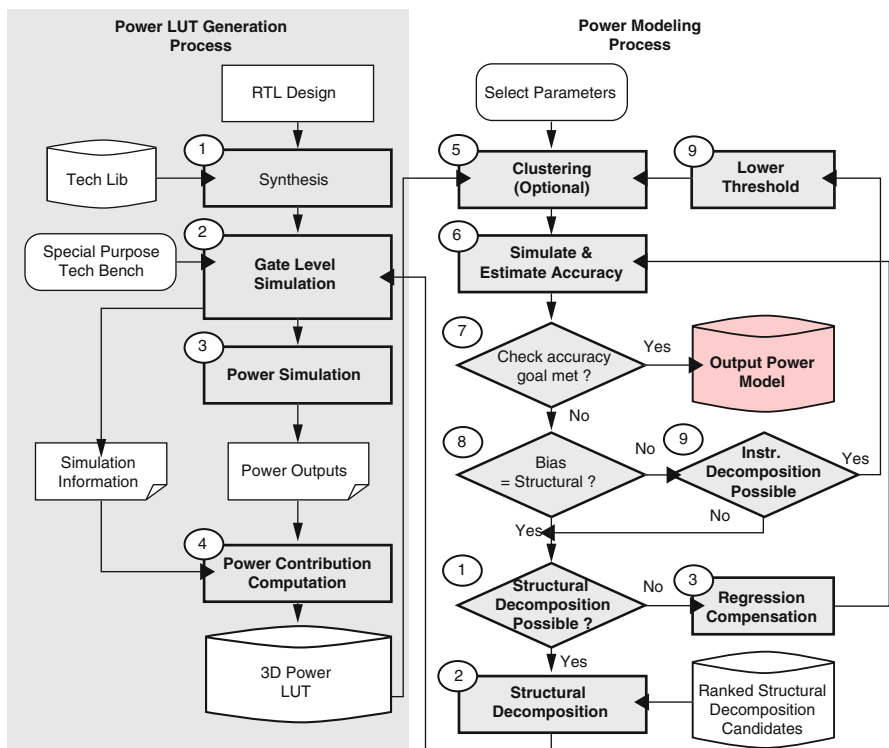 Power LUT Generation
Process
RTL Design
1
Tech Lib
Synthesis
2
Special Purpose
Tech Bench
Gate Level
Simulation
3
Power Simulation
Simulation
Information
Power Outputs
4
Power Contribution
Computation
3D Power
LUT
Power Modeling
Process
Select Parameters
5
Clustering
(Optional)
9
Lower
Threshold
6
Simulate &
Estimate Accuracy
7
Check accuracy
goal met ?
Yes
Output Power
Model
No
8
Bias
= Structural ?
No
9
Instr.
Decomposition
Possible
Yes
No
Yes
1
Structural
Decomposition
Possible ?
No
3
Regression
Compensation
Yes
2
Structural
Decomposition
Ranked Structural
Decomposition
Candidates